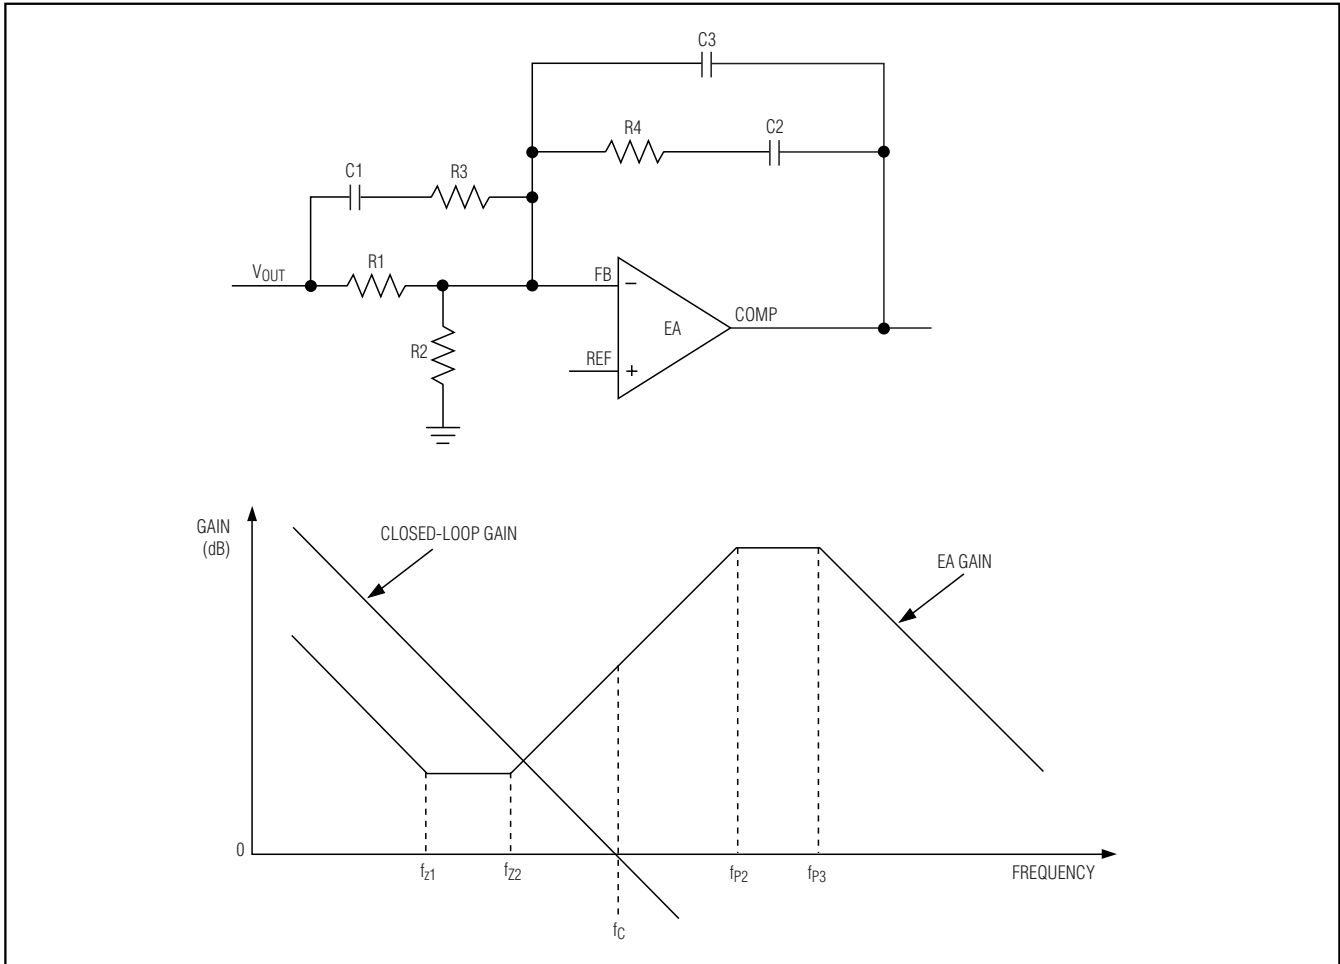 C3
R4
C2
C1
R3
R1
VOUT
FB
−
EA
COMP
R2
REF
+
GAIN
(dB)
CLOSED-LOOP GAIN
EA GAIN
0
fz1
fZ2
fP2
fP3
FREQUENCY
fC